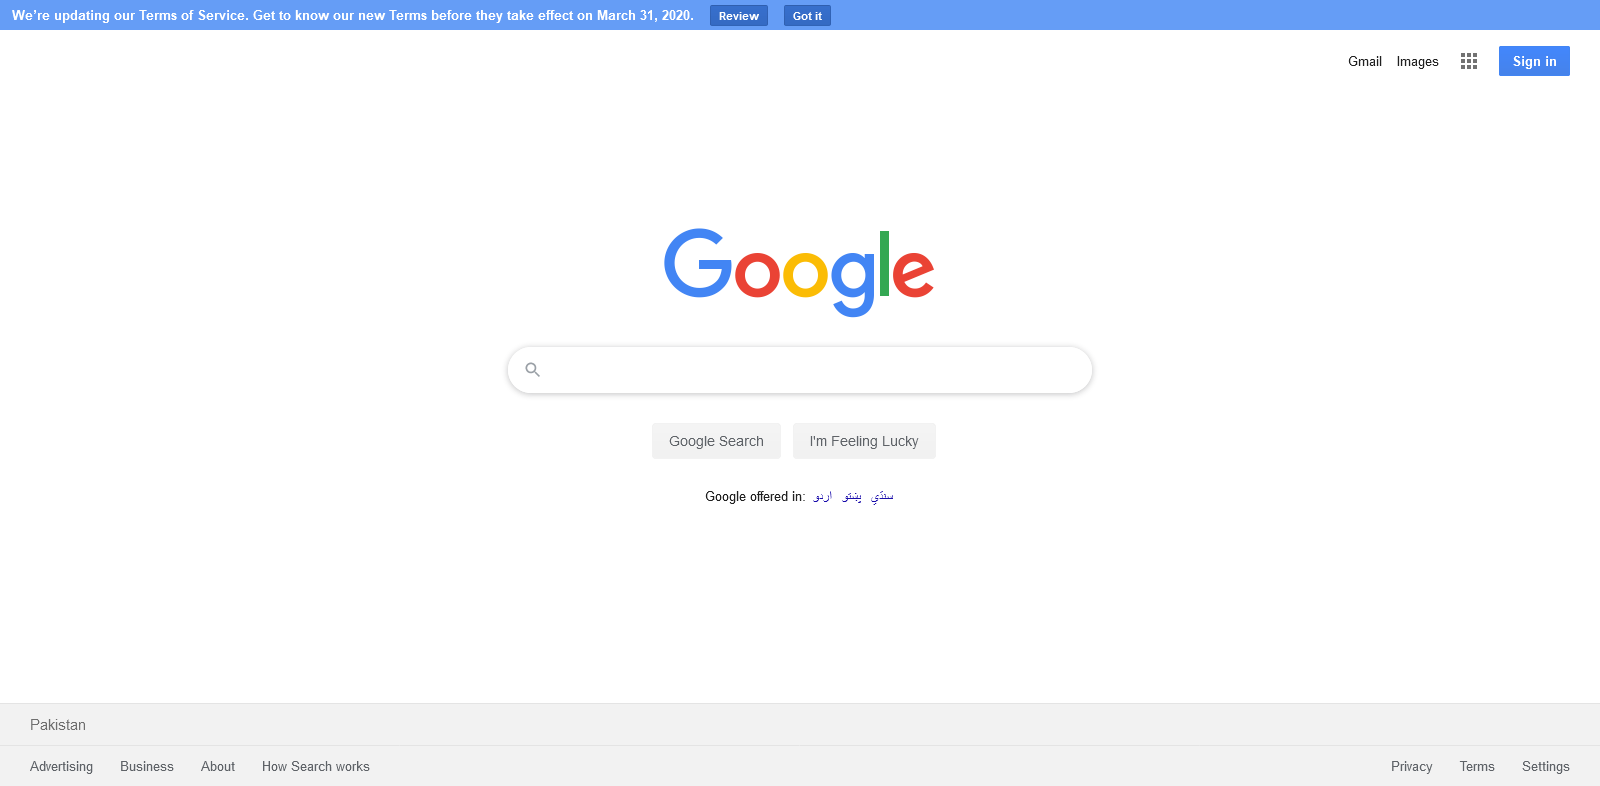 We're updating our Terms of Service. Get to know our new Terms before they take effect on March 31, 2020. Review Got it
Gmail Images Sign in
Google
Google Search I'm Feeling Lucky
Google offered in: اردو پښتو سنڌي
Pakistan
Advertising Business About How Search works Privacy Terms Settings